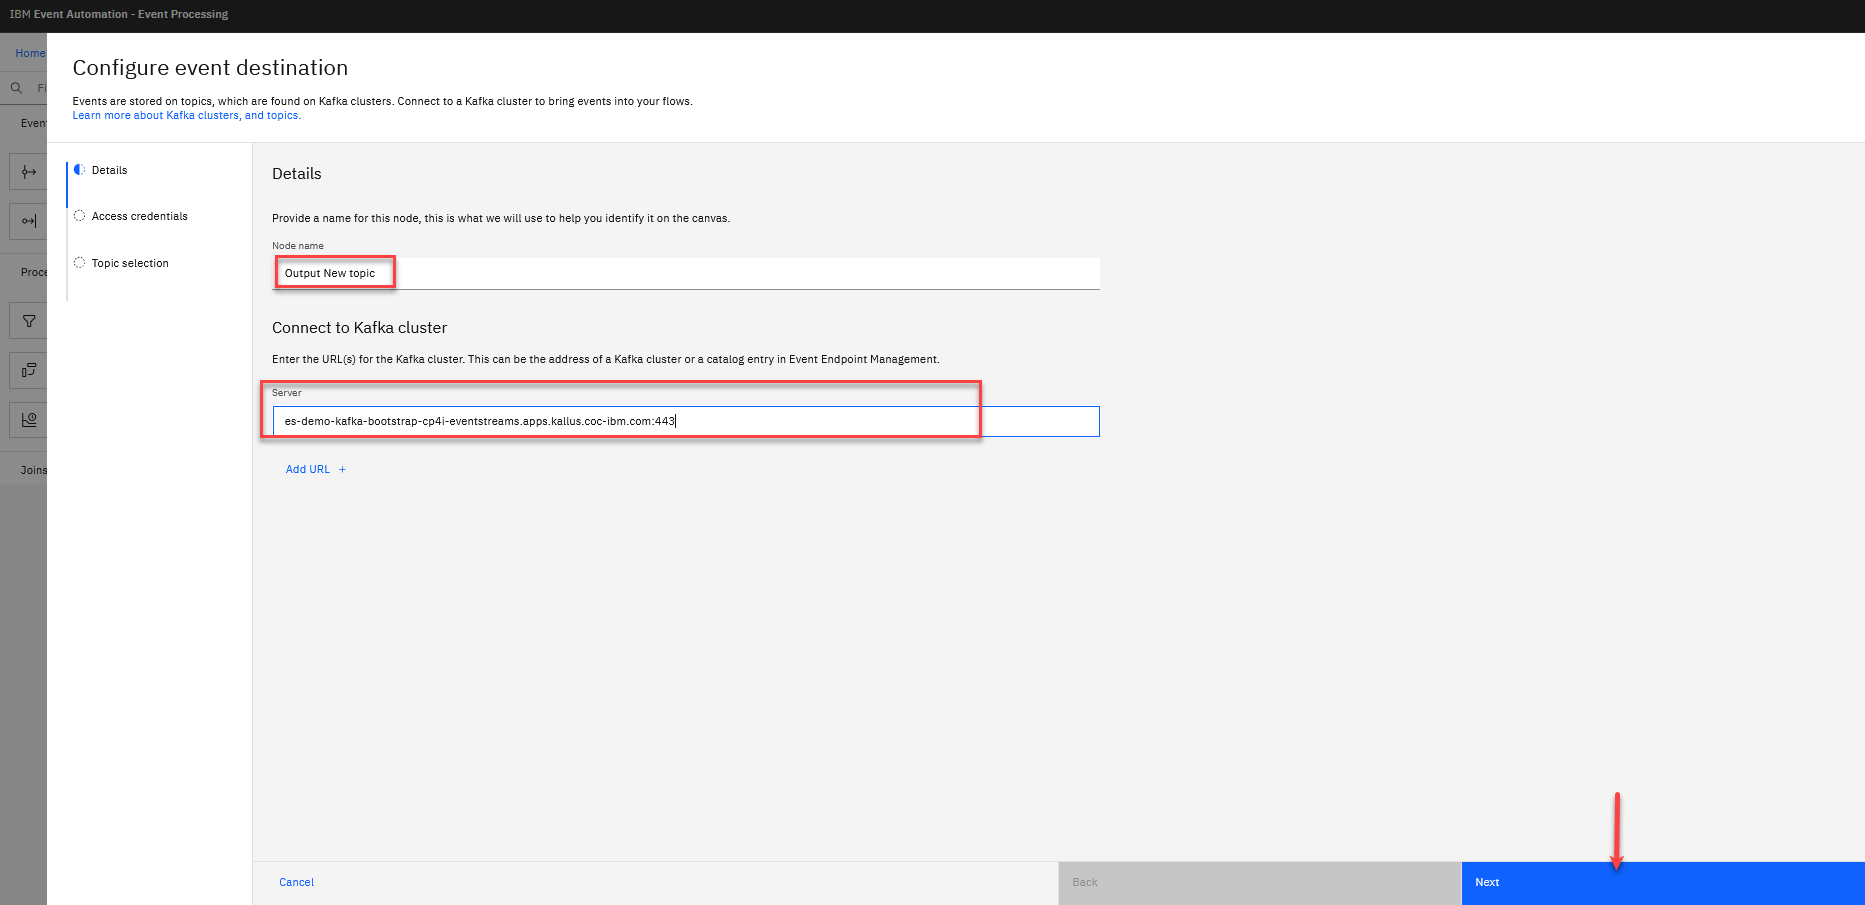 IBM Event Automation - Event Processing
Home
Configure event destination
Events are stored on topics, which are found on Kafka clusters. Connect to a Kafka cluster to bring events into your flows.
Learn more about Kafka clusters, and topics.
Fi
Event
Proce
Joins
Details
Access credentials
Topic selection
Details
Provide a name for this node, this is what we will use to help you identify it on the canvas.
Node name
Output New topic
Connect to Kafka cluster
Enter the URL(s) for the Kafka cluster. This can be the address of a Kafka cluster or a catalog entry in Event Endpoint Management.
Server
es-demo-kafka-bootstrap-cp4i-eventstreams.apps.kallus.coc-ibm.com:443
Add URL +
Cancel
Back
Next